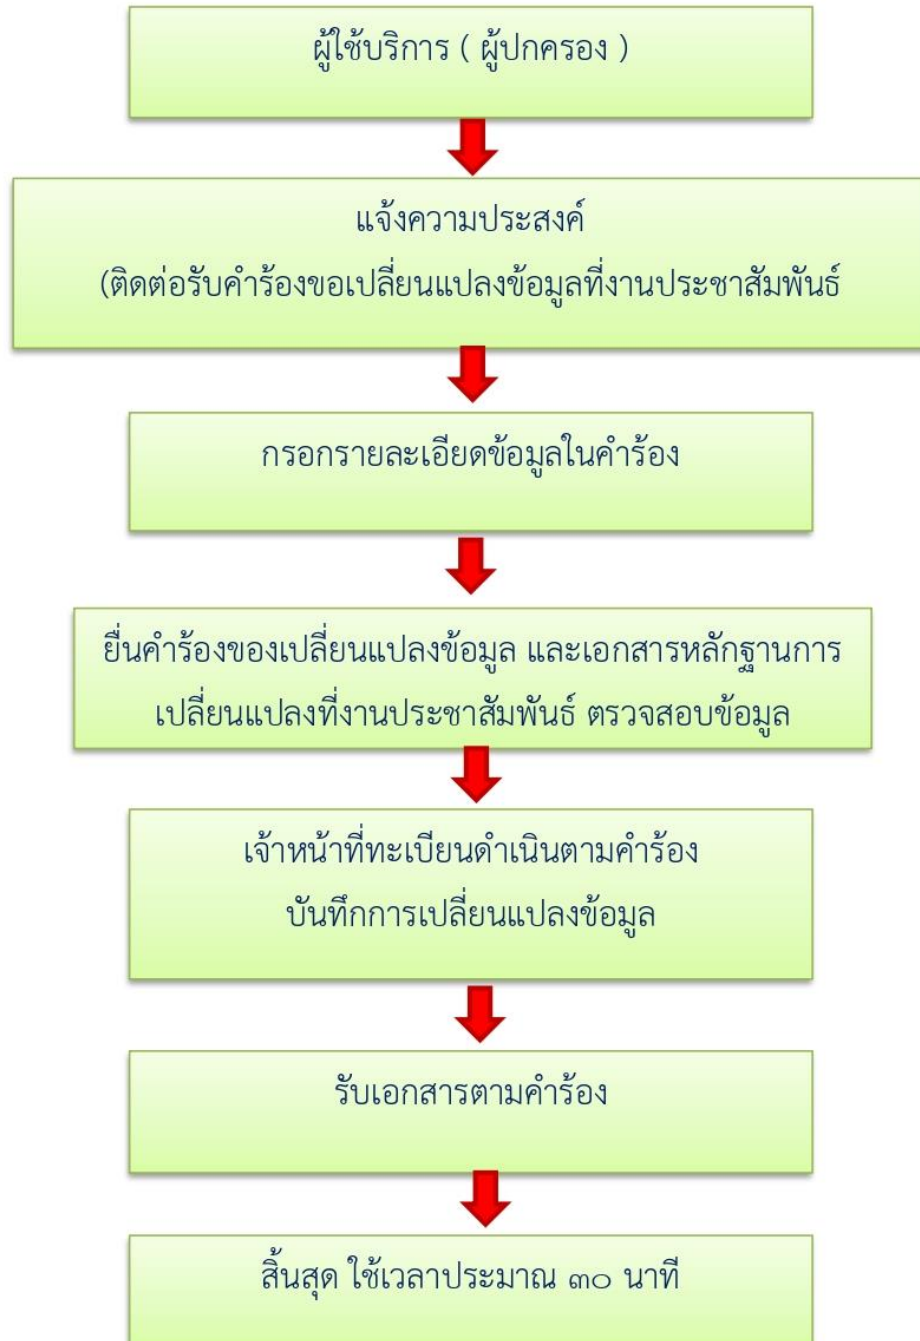 ผู้ใช้บริการ ( ผู้ปกครอง )
แจ้งความประสงค์
(ติดต่อรับคำร้องขอเปลี่ยนแปลงข้อมูลที่งานประชาสัมพันธ์
กรอกรายละเอียดข้อมูลในคำร้อง
ยื่นคำร้องของเปลี่ยนแปลงข้อมูล และเอกสารหลักฐานการ
เปลี่ยนแปลงที่งานประชาสัมพันธ์ ตรวจสอบข้อมูล
เจ้าหน้าที่ทะเบียนดำเนินตามคำร้อง
บันทึกการเปลี่ยนแปลงข้อมูล
รับเอกสารตามคำร้อง
สิ้นสุด ใช้เวลาประมาณ ๓๐ นาที